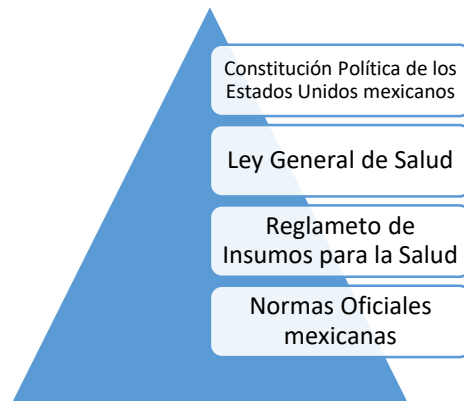 Constitución Política de los
Estados Unidos mexicanos
Ley General de Salud
Reglameto de
Insumos para la Salud
Normas Oficiales
mexicanas